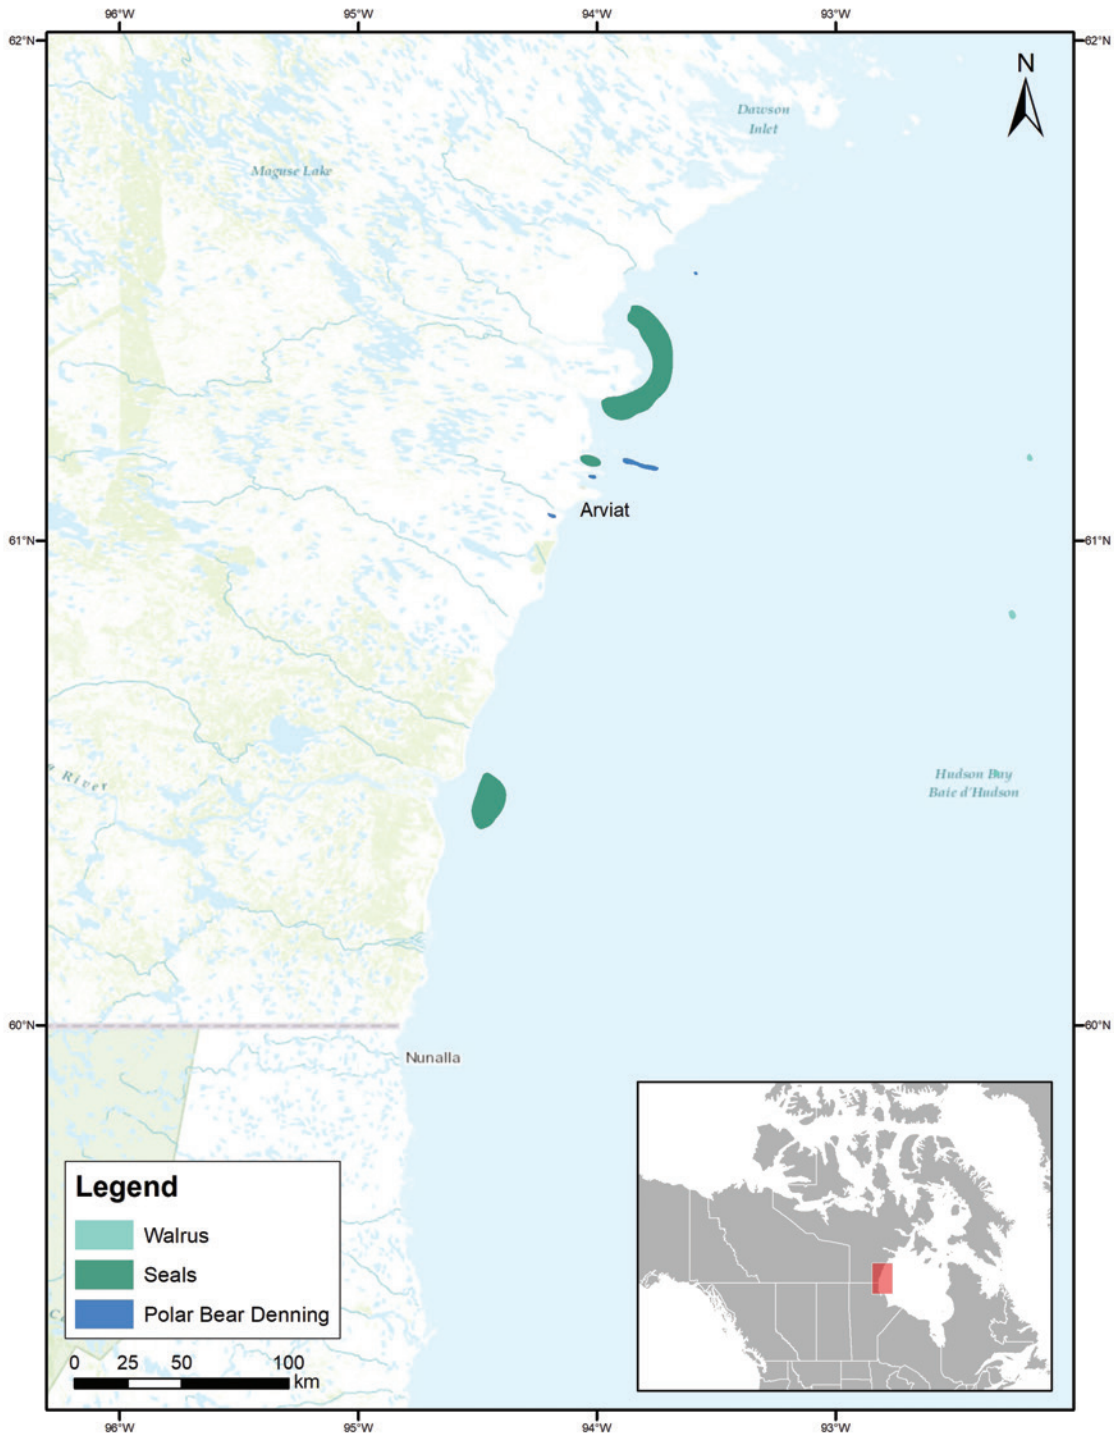 96°W 95°W 94°W 93°W
62°N 62°N
N
Dawson
Inlet
Maguse Lake
Arviat
61°N 61°N
Hudson Bay
Baie d'Hudson
a River
60°N 60°N
Nunalla
Legend
Walrus
Seals
Polar Bear Denning
C
0 25 50 100
km
96°W 95°W 94°W 93°W